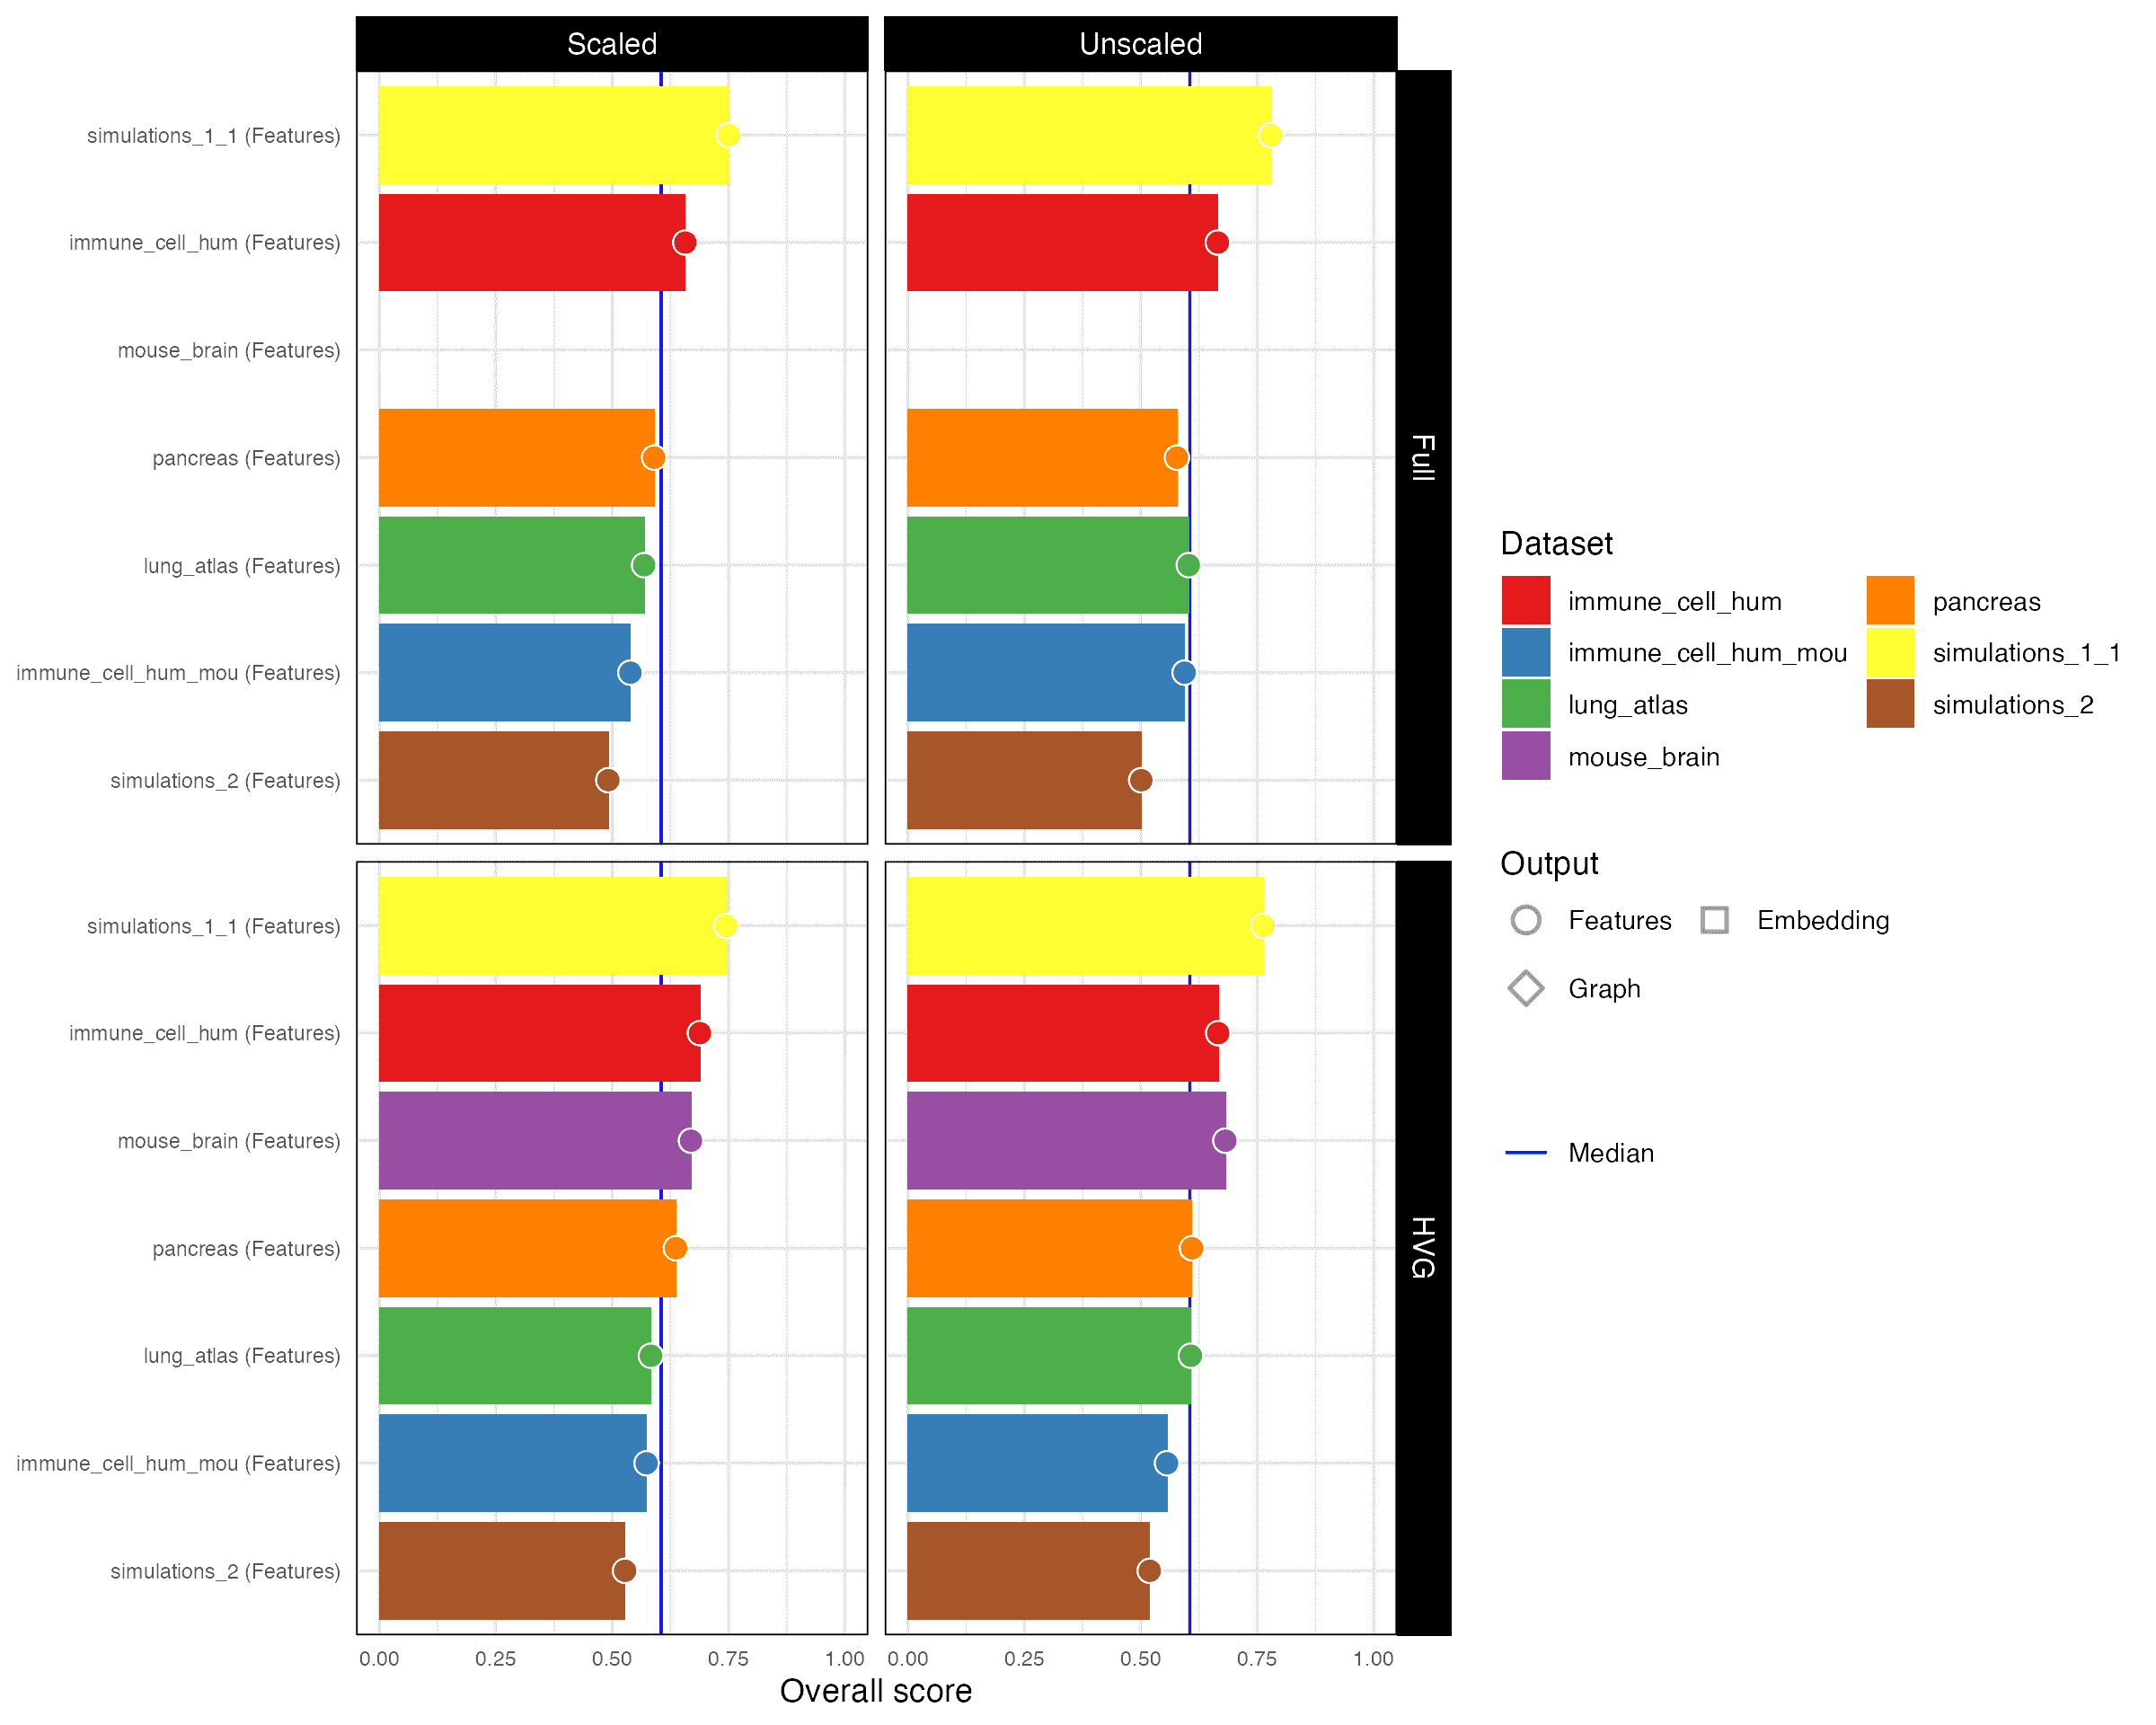 Scaled
Unscaled
simulations_1_1 (Features)
immune_cell_hum (Features)
mouse_brain (Features)
pancreas (Features)
lung_atlas (Features)
immune_cell_hum_mou (Features)
simulations_2 (Features)
Full
simulations_1_1 (Features)
immune_cell_hum (Features)
mouse_brain (Features)
pancreas (Features)
lung_atlas (Features)
immune_cell_hum_mou (Features)
simulations_2 (Features)
HVG
0.00 0.25 0.50 0.75 1.00
0.00 0.25 0.50 0.75 1.00
Overall score
Dataset
immune_cell_hum
immune_cell_hum_mou
lung_atlas
mouse_brain
pancreas
simulations_1_1
simulations_2
Output
Features
Embedding
Graph
Median